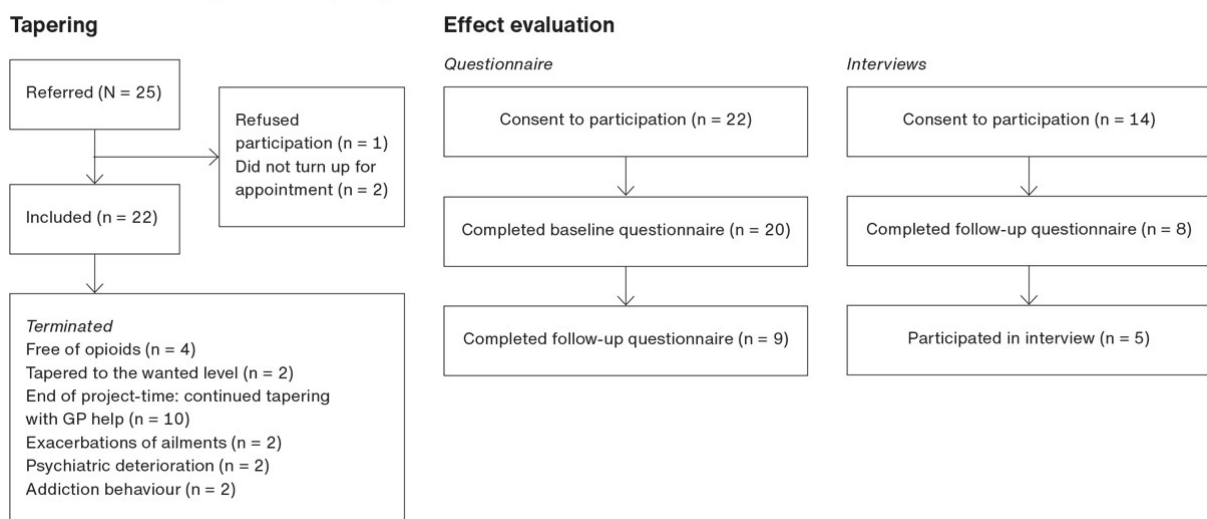 Tapering
Referred (N = 25)
Refused
participation (n = 1)
Did not turn up for
appointment (n = 2)
Included (n = 22)
Terminated
Free of opioids (n = 4)
Tapered to the wanted level (n = 2)
End of project-time: continued tapering
with GP help (n = 10)
Exacerbations of ailments (n = 2)
Psychiatric deterioration (n = 2)
Addiction behaviour (n = 2)
Effect evaluation
Questionnaire
Consent to participation (n = 22)
Completed baseline questionnaire (n = 20)
Completed follow-up questionnaire (n = 9)
Interviews
Consent to participation (n = 14)
Completed follow-up questionnaire (n = 8)
Participated in interview (n = 5)